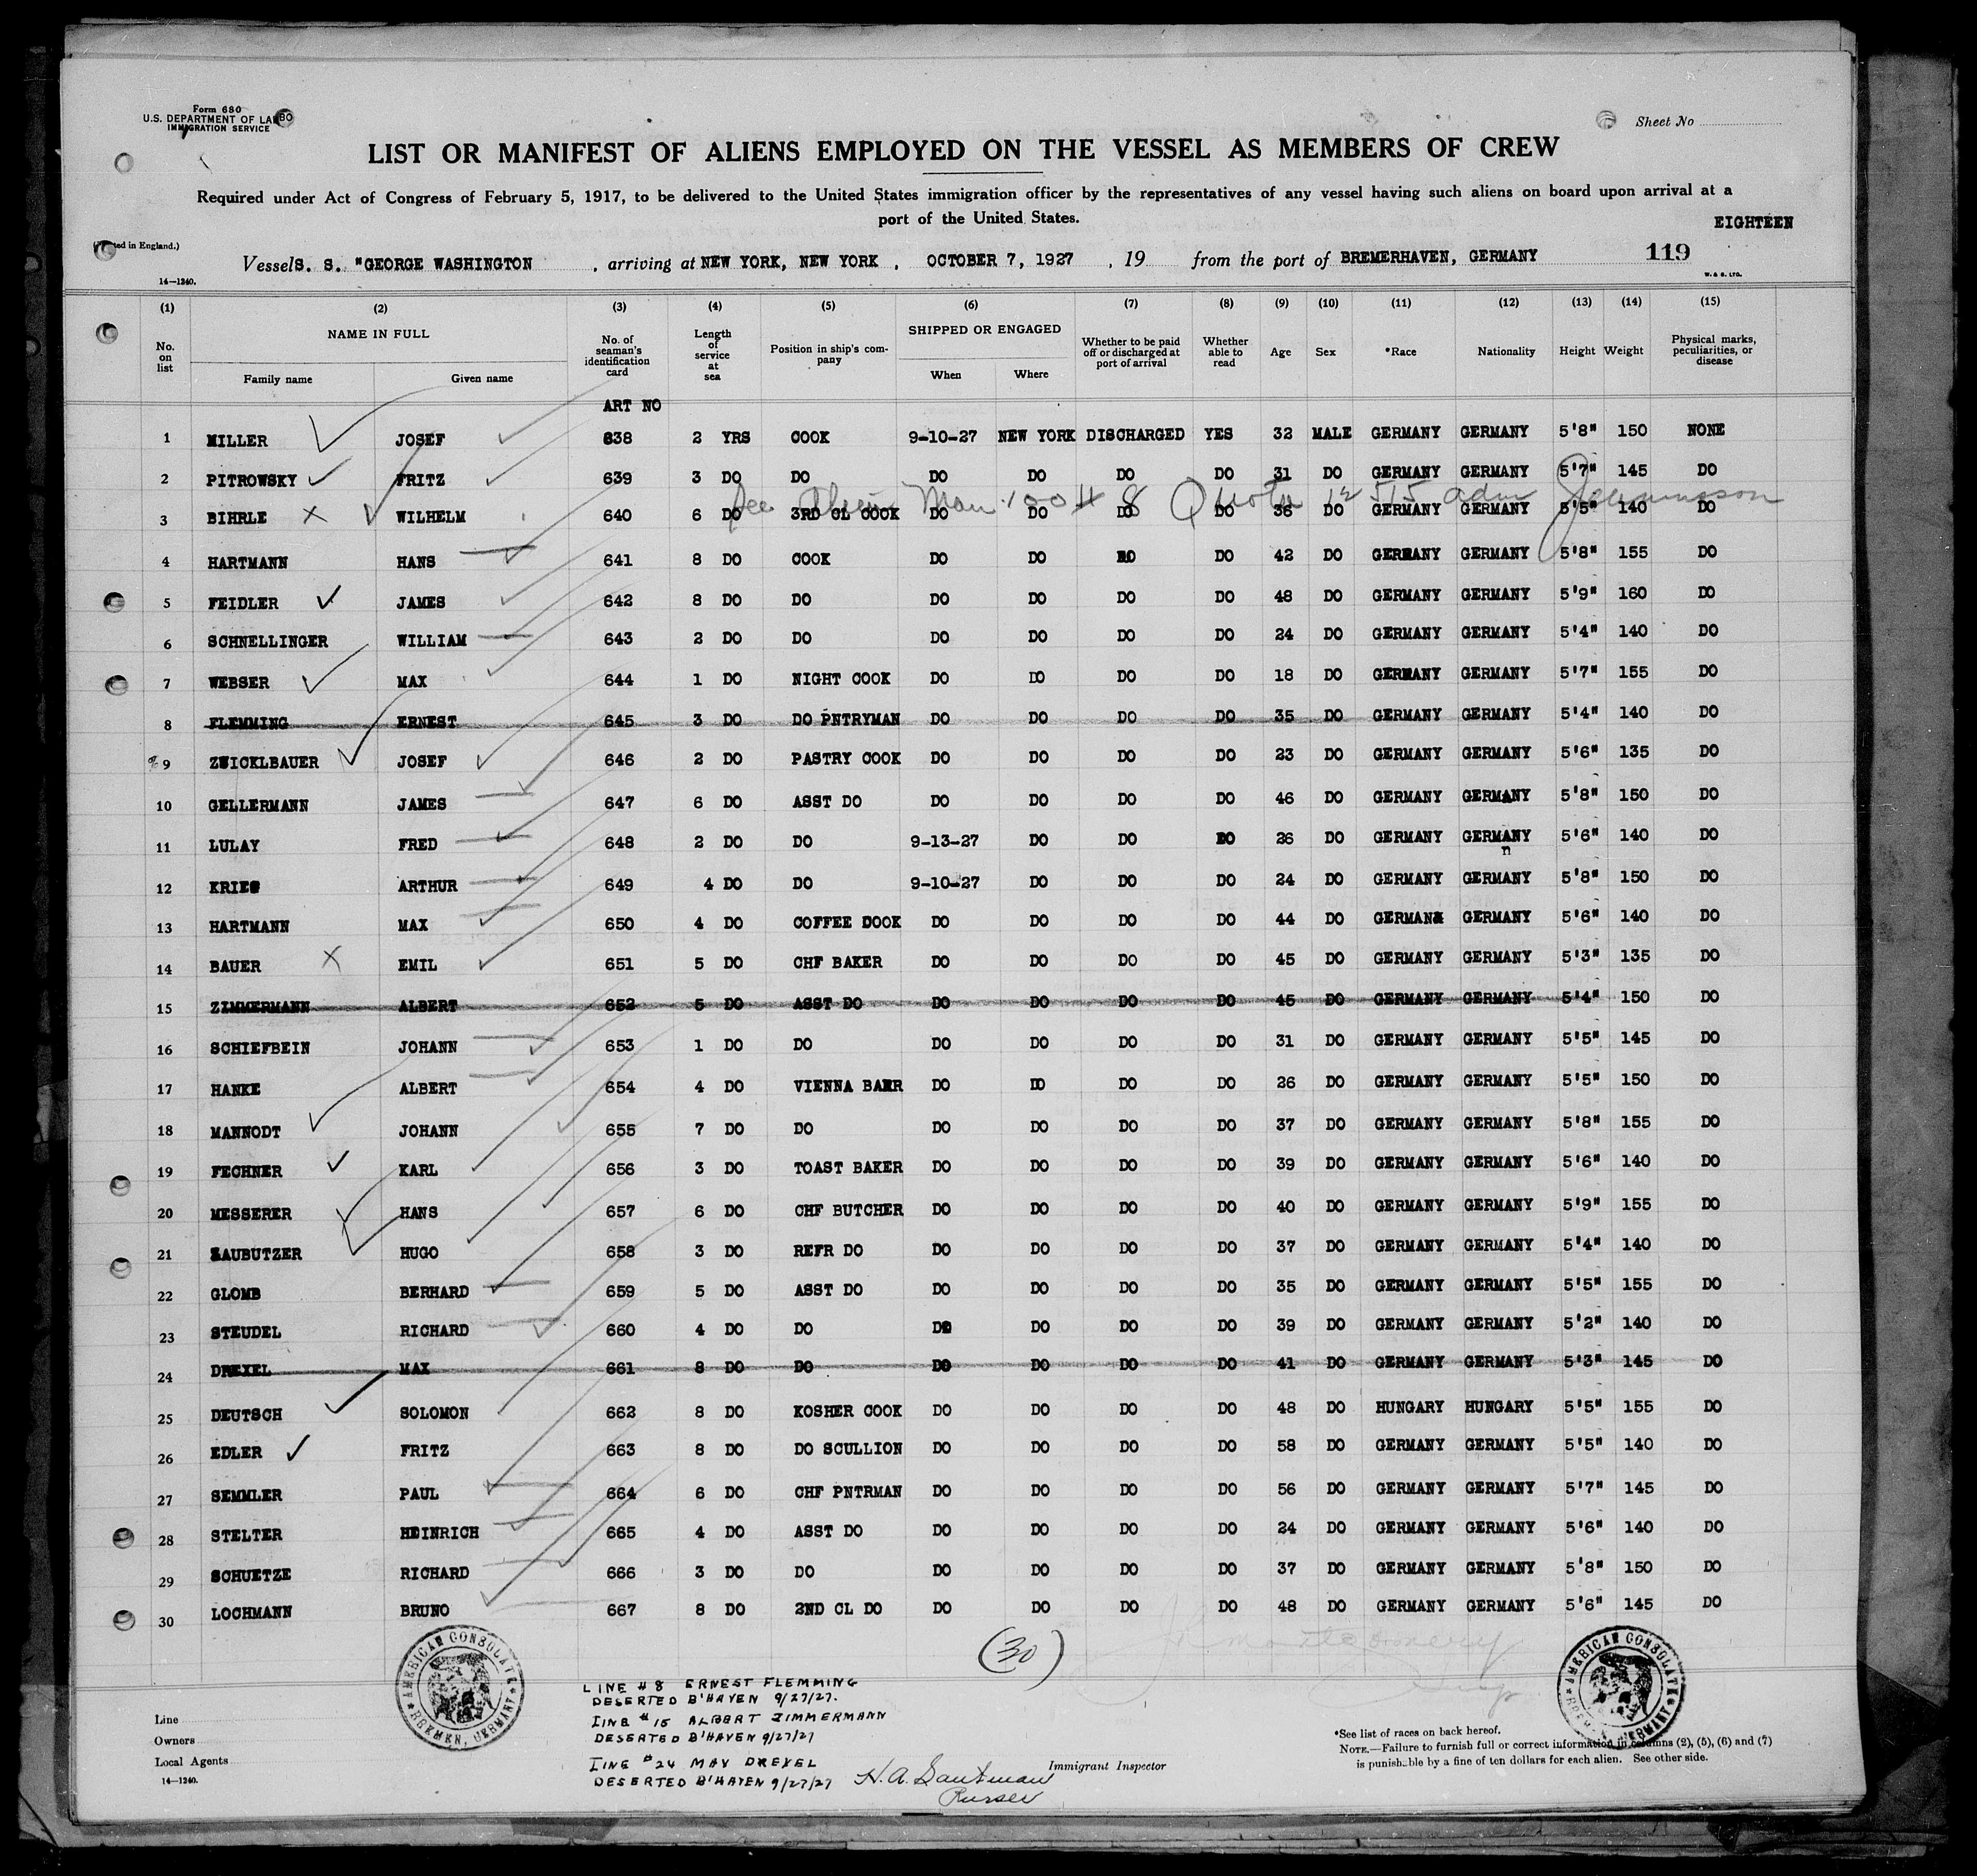 Form 680
U.S. DEPARTMENT OF LABO
IMMIGRATION SERVICE
Sheet No
LIST OR MANIFEST OF ALIENS EMPLOYED ON THE VESSEL AS MEMBERS OF CREW
Required under Act of Congress of February 5, 1917, to be delivered to the United States immigration officer by the representatives of any vessel having such aliens on board upon arrival at a
port of the United States.
EIGHTEEN
ted in England.)
Vessel S. S. "GEORGE WASHINGTON , arriving at NEW YORK, NEW YORK , OCTOBER 7, 1927 , 19 from the port of BREMERHAVEN, GERMANY 119
14—1240. W. & S. LTD.
(1) (2) (3) (4) (5) (6) (7) (8) (9) (10) (11) (12) (13) (14) (15)
No. on list NAME IN FULL Family name Given name No. of seaman's identification card Length of service at sea Position in ship's company SHIPPED OR ENGAGED When Where Whether to be paid off or discharged at port of arrival Whether able to read Age Sex *Race Nationality Height Weight Physical marks, peculiarities, or disease
ART NO
1 MILLER JOSEF 638 2 YRS COOK 9-10-27 NEW YORK DISCHARGED YES 32 MALE GERMANY GERMANY 5'8" 150 NONE
2 PITROWSKY FRITZ 639 3 DO DO DO DO DO DO 31 DO GERMANY GERMANY 5'7" 145 DO
See Alien Man. 100 # 8 Quota 12 515 adm Johannsson
3 BIHRLE X WILHELM 640 6 DO 3RD CL COOK DO DO DO DO 36 DO GERMANY GERMANY 5'5" 140 DO
4 HARTMANN HANS 641 8 DO COOK DO DO DO DO 42 DO GERMANY GERMANY 5'8" 155 DO
5 FEIDLER JAMES 642 8 DO DO DO DO DO DO 48 DO GERMANY GERMANY 5'9" 160 DO
6 SCHNELLINGER WILLIAM 643 2 DO DO DO DO DO DO 24 DO GERMANY GERMANY 5'4" 140 DO
7 WEBSER MAX 644 1 DO NIGHT COOK DO DO DO DO 18 DO GERMANY GERMANY 5'7" 155 DO
8 FLEMMING ERNEST 645 3 DO DO PNTRYMAN DO DO DO DO 35 DO GERMANY GERMANY 5'4" 140 DO
9 ZWICKLBAUER JOSEF 646 2 DO PASTRY COOK DO DO DO DO 23 DO GERMANY GERMANY 5'6" 135 DO
10 GELLERMANN JAMES 647 6 DO ASST DO DO DO DO DO 46 DO GERMANY GERMANY 5'8" 150 DO
11 LULAY FRED 648 2 DO DO 9-13-27 DO DO DO 26 DO GERMANY GERMANY 5'6" 140 DO
n
12 KRIES ARTHUR 649 4 DO DO 9-10-27 DO DO DO 24 DO GERMANY GERMANY 5'8" 150 DO
13 HARTMANN MAX 650 4 DO COFFEE COOK DO DO DO DO 44 DO GERMANY GERMANY 5'6" 140 DO
14 BAUER X EMIL 651 5 DO CHF BAKER DO DO DO DO 45 DO GERMANY GERMANY 5'3" 135 DO
15 ZIMMERMANN ALBERT 652 5 DO ASST DO DO DO DO DO 45 DO GERMANY GERMANY 5'4" 150 DO
16 SCHIEFBEIN JOHANN 653 1 DO DO DO DO DO DO 31 DO GERMANY GERMANY 5'5" 145 DO
17 HANKE ALBERT 654 4 DO VIENNA BAKR DO DO DO DO 26 DO GERMANY GERMANY 5'5" 150 DO
18 MANNODT JOHANN 655 7 DO DO DO DO DO DO 37 DO GERMANY GERMANY 5'8" 155 DO
19 FECHNER KARL 656 3 DO TOAST BAKER DO DO DO DO 39 DO GERMANY GERMANY 5'6" 140 DO
20 MESSERER HANS 657 6 DO CHF BUTCHER DO DO DO DO 40 DO GERMANY GERMANY 5'9" 155 DO
21 SAUBUTZER HUGO 658 3 DO REFR DO DO DO DO DO 37 DO GERMANY GERMANY 5'4" 140 DO
22 GLOMB BERHARD 659 5 DO ASST DO DO DO DO DO 35 DO GERMANY GERMANY 5'5" 155 DO
23 STEUDEL RICHARD 660 4 DO DO DO DO DO DO 39 DO GERMANY GERMANY 5'2" 140 DO
24 DREXEL MAX 661 8 DO DO DO DO DO DO 41 DO GERMANY GERMANY 5'3" 145 DO
25 DEUTSCH SOLOMON 662 8 DO KOSHER COOK DO DO DO DO 48 DO HUNGARY HUNGARY 5'5" 155 DO
26 EDLER FRITZ 663 8 DO DO SCULLION DO DO DO DO 58 DO GERMANY GERMANY 5'5" 140 DO
27 SEMMLER PAUL 664 6 DO CHF PNTRMAN DO DO DO DO 56 DO GERMANY GERMANY 5'7" 145 DO
28 STELTER HEINRICH 665 4 DO ASST DO DO DO DO DO 24 DO GERMANY GERMANY 5'6" 140 DO
29 SCHUETZE RICHARD 666 3 DO DO DO DO DO DO 37 DO GERMANY GERMANY 5'8" 150 DO
30 LOCHMANN BRUNO 667 8 DO 2ND CL DO DO DO DO DO 48 DO GERMANY GERMANY 5'6" 145 DO
(30)
AMERICAN CONSULATE BREMEN, GERMANY
AMERICAN CONSULATE BREMEN, GERMANY
LINE #8 ERNEST FLEMMING
DESERTED B'HAVEN 9/27/27.
LINE #15 ALBERT ZIMMERMANN
DESERTED B'HAVEN 9/27/27
LINE #24 MAX DREXEL
DESERTED B'HAVEN 9/27/27
H. A. Santman
Purser
Immigrant Inspector
Line
Owners
Local Agents
14—1240.
*See list of races on back hereof.
NOTE.—Failure to furnish full or correct information in columns (2), (5), (6) and (7)
is punishable by a fine of ten dollars for each alien. See other side.